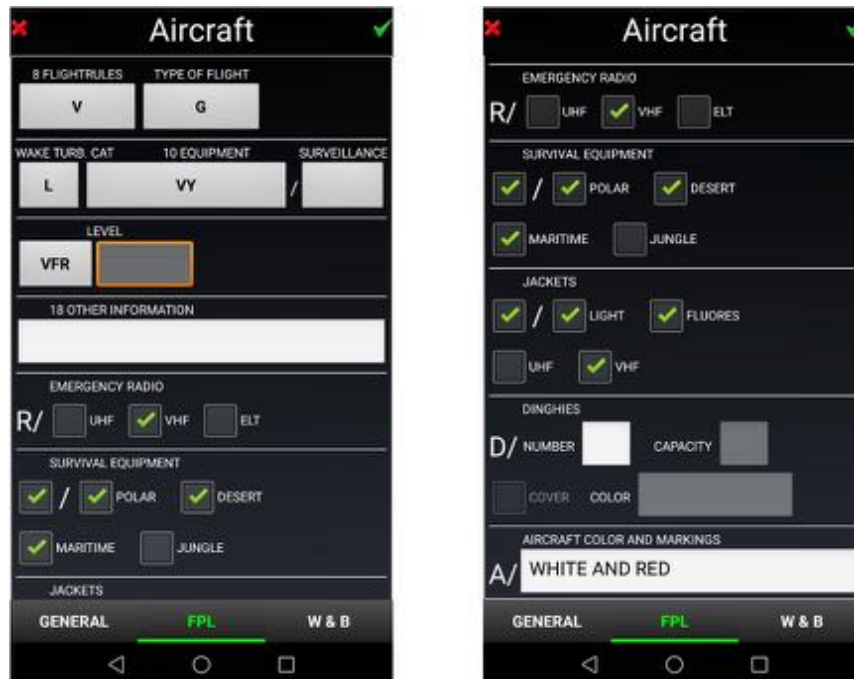 Aircraft
8 FLIGHTRULES TYPE OF FLIGHT
V G
WAKE TURB. CAT 10 EQUIPMENT SURVEILLANCE
L VY /
LEVEL
VFR
18 OTHER INFORMATION
EMERGENCY RADIO
R/ UHF VHF ELT
SURVIVAL EQUIPMENT
/ POLAR DESERT
MARITIME JUNGLE
JACKETS
GENERAL FPL W & B
Aircraft
EMERGENCY RADIO
R/ UHF VHF ELT
SURVIVAL EQUIPMENT
/ POLAR DESERT
MARITIME JUNGLE
JACKETS
/ LIGHT FLUORES
UHF VHF
DINGHIES
D/ NUMBER CAPACITY
COVER COLOR
AIRCRAFT COLOR AND MARKINGS
A/ WHITE AND RED
GENERAL FPL W & B